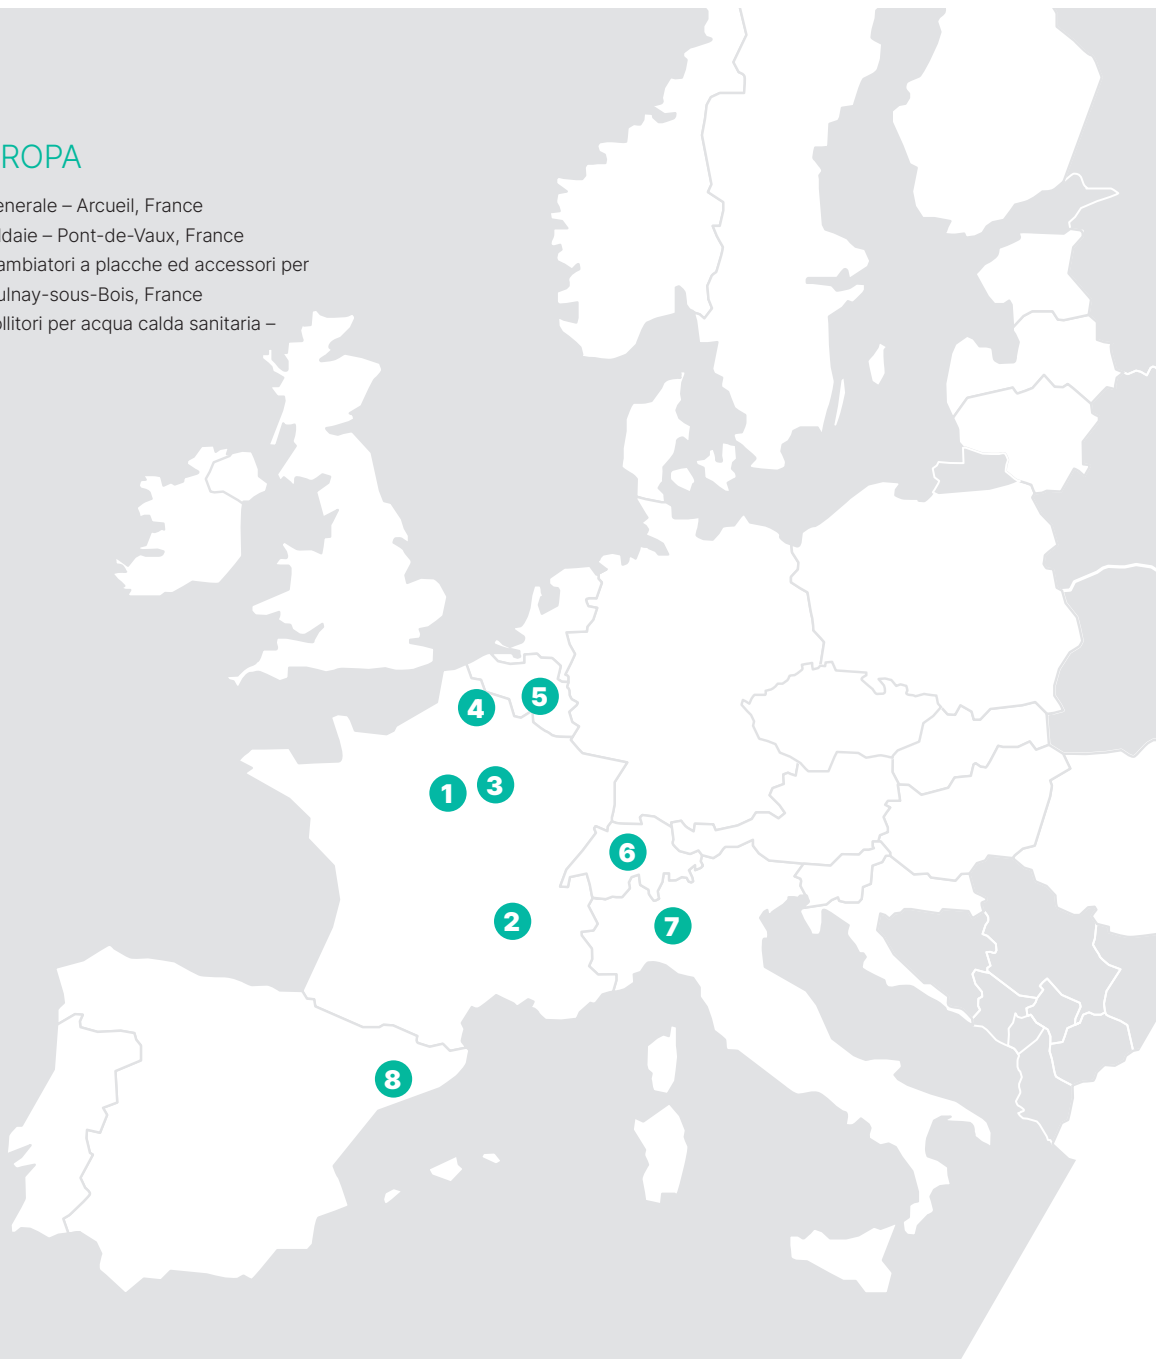 ROPA
enerale – Arcueil, France
ldaie – Pont-de-Vaux, France
ambiatori a placche ed accessori per
ulnay-sous-Bois, France
ollitori per acqua calda sanitaria –
5
4
3
1
6
2
7
8